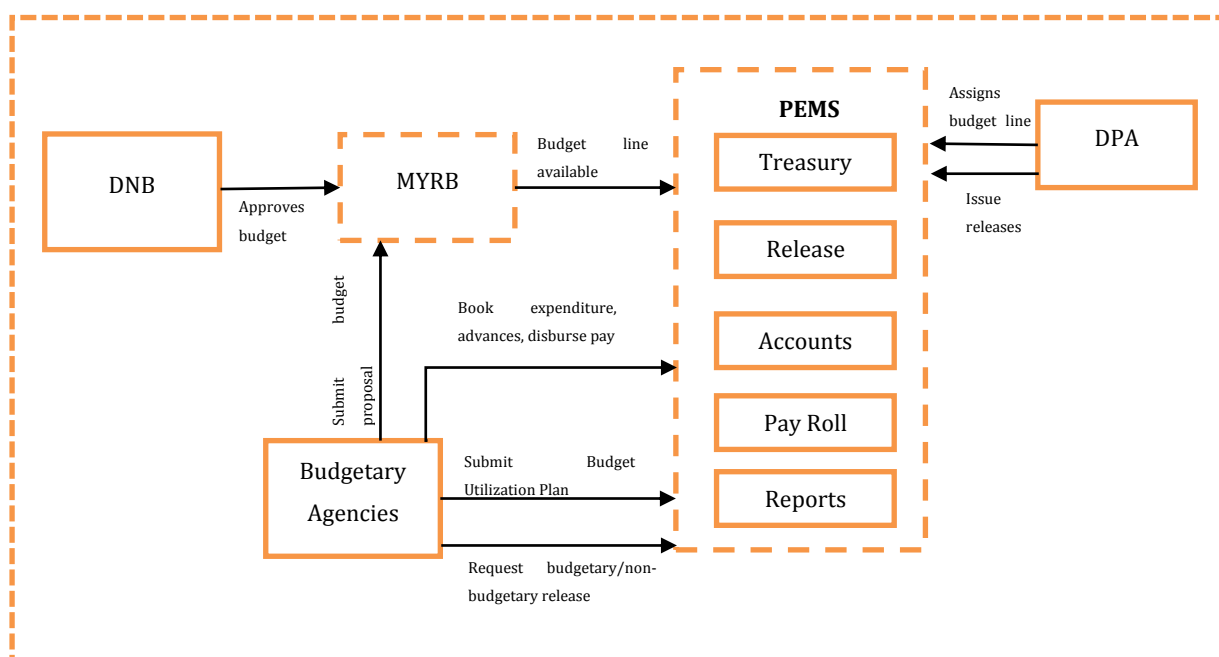 DNB
Approves
budget
MYRB
Budget line
available
Submit budget
proposal
Book expenditure,
advances, disburse pay
Budgetary
Agencies
Submit Budget
Utilization Plan
Request budgetary/non-
budgetary release
PEMS
Treasury
Release
Accounts
Pay Roll
Reports
Assigns
budget line
DPA
Issue
releases